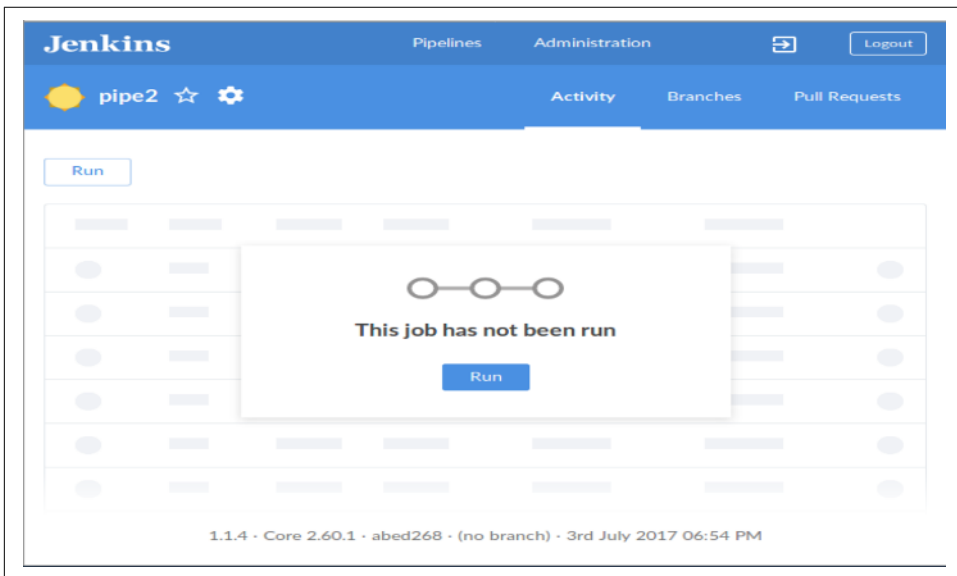 Jenkins Pipelines Administration Logout
pipe2 Activity Branches Pull Requests
Run
This job has not been run
Run
1.1.4 · Core 2.60.1 · abed268 · (no branch) · 3rd July 2017 06:54 PM